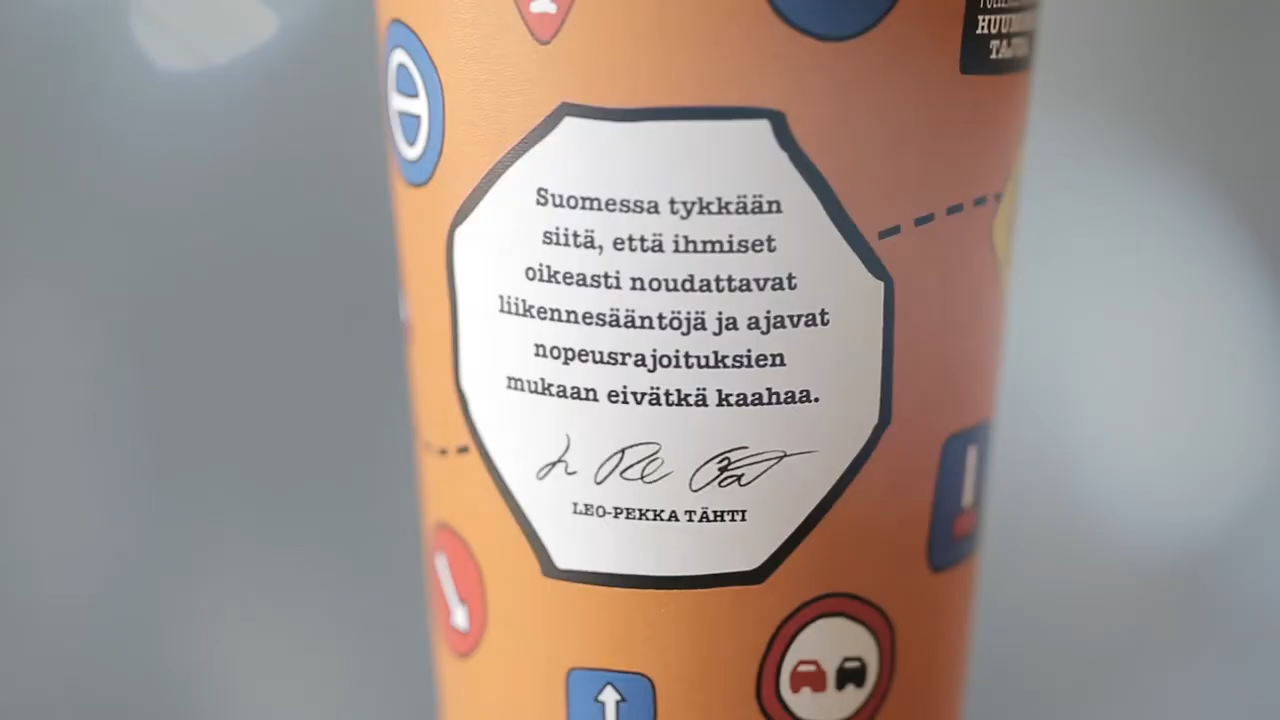 Suomessa tykkään
siitä, että ihmiset
oikeasti noudattavat
liikennesääntöjä ja ajavat
nopeusrajoituksien
mukaan eivätkä kaahaa.
LEO-PEKKA TÄHTI